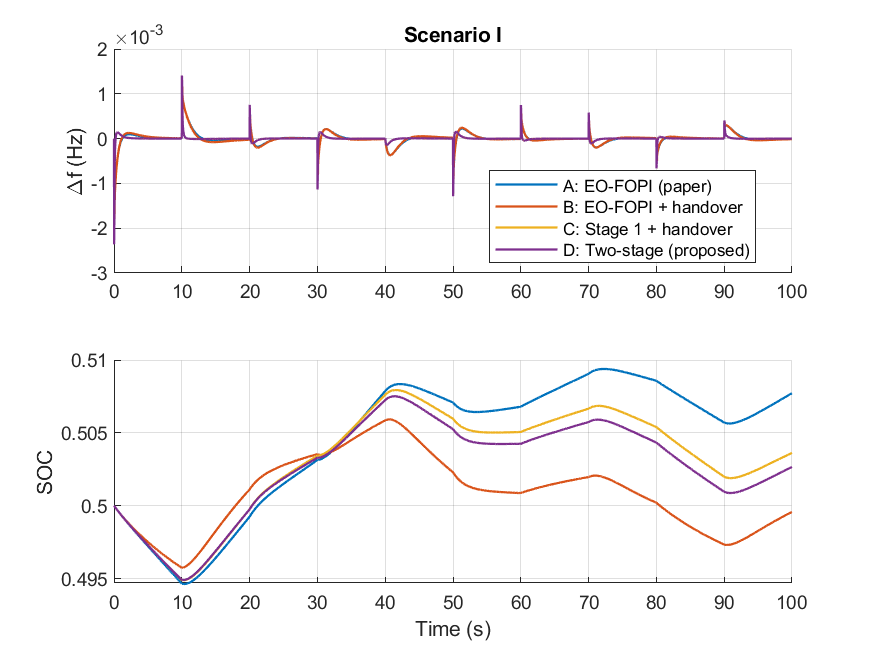 Scenario I
×10⁻³
2
1
0
-1
-2
-3
Δf (Hz)
A: EO-FOPI (paper)
B: EO-FOPI + handover
C: Stage 1 + handover
D: Two-stage (proposed)
0 10 20 30 40 50 60 70 80 90 100
0.51
0.505
0.5
0.495
SOC
0 10 20 30 40 50 60 70 80 90 100
Time (s)